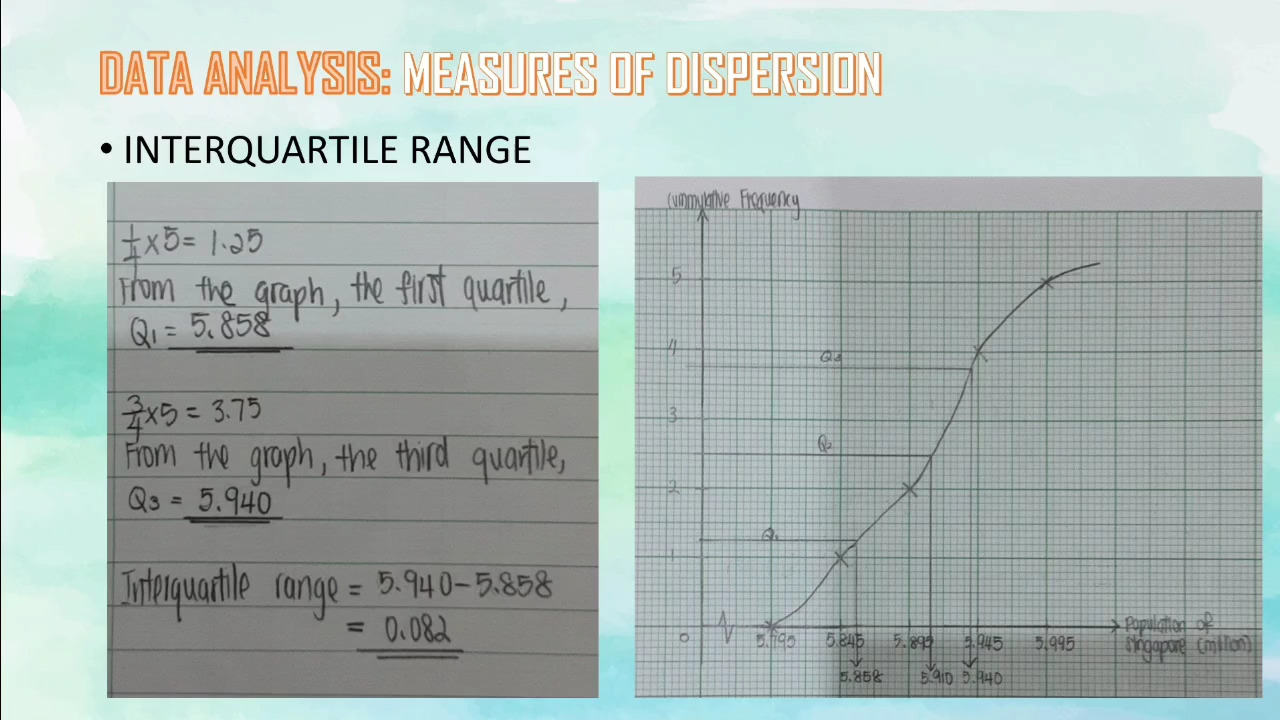 DATA ANALYSIS: MEASURES OF DISPERSION
• INTERQUARTILE RANGE
1/4 x 5 = 1.25
From the graph, the first quartile,
Q1 = 5.858
3/4 x 5 = 3.75
From the graph, the third quartile,
Q3 = 5.940
Interquartile range = 5.940 - 5.858
= 0.082
Cummulative Frequency
5
4
Q3
3
Q2
2
Q1
1
0
5.795 5.845 5.895 5.945 5.995
Population of
Singapore (million)
5.858 5.910 5.940